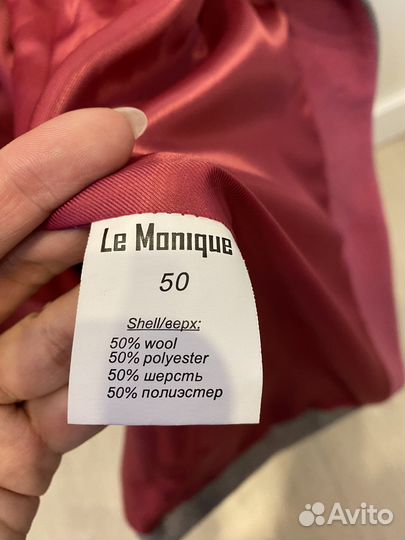 Le Monique
50
Shell/верх:
50% wool
50% polyester
50% шерсть
50% полиэстер
Avito